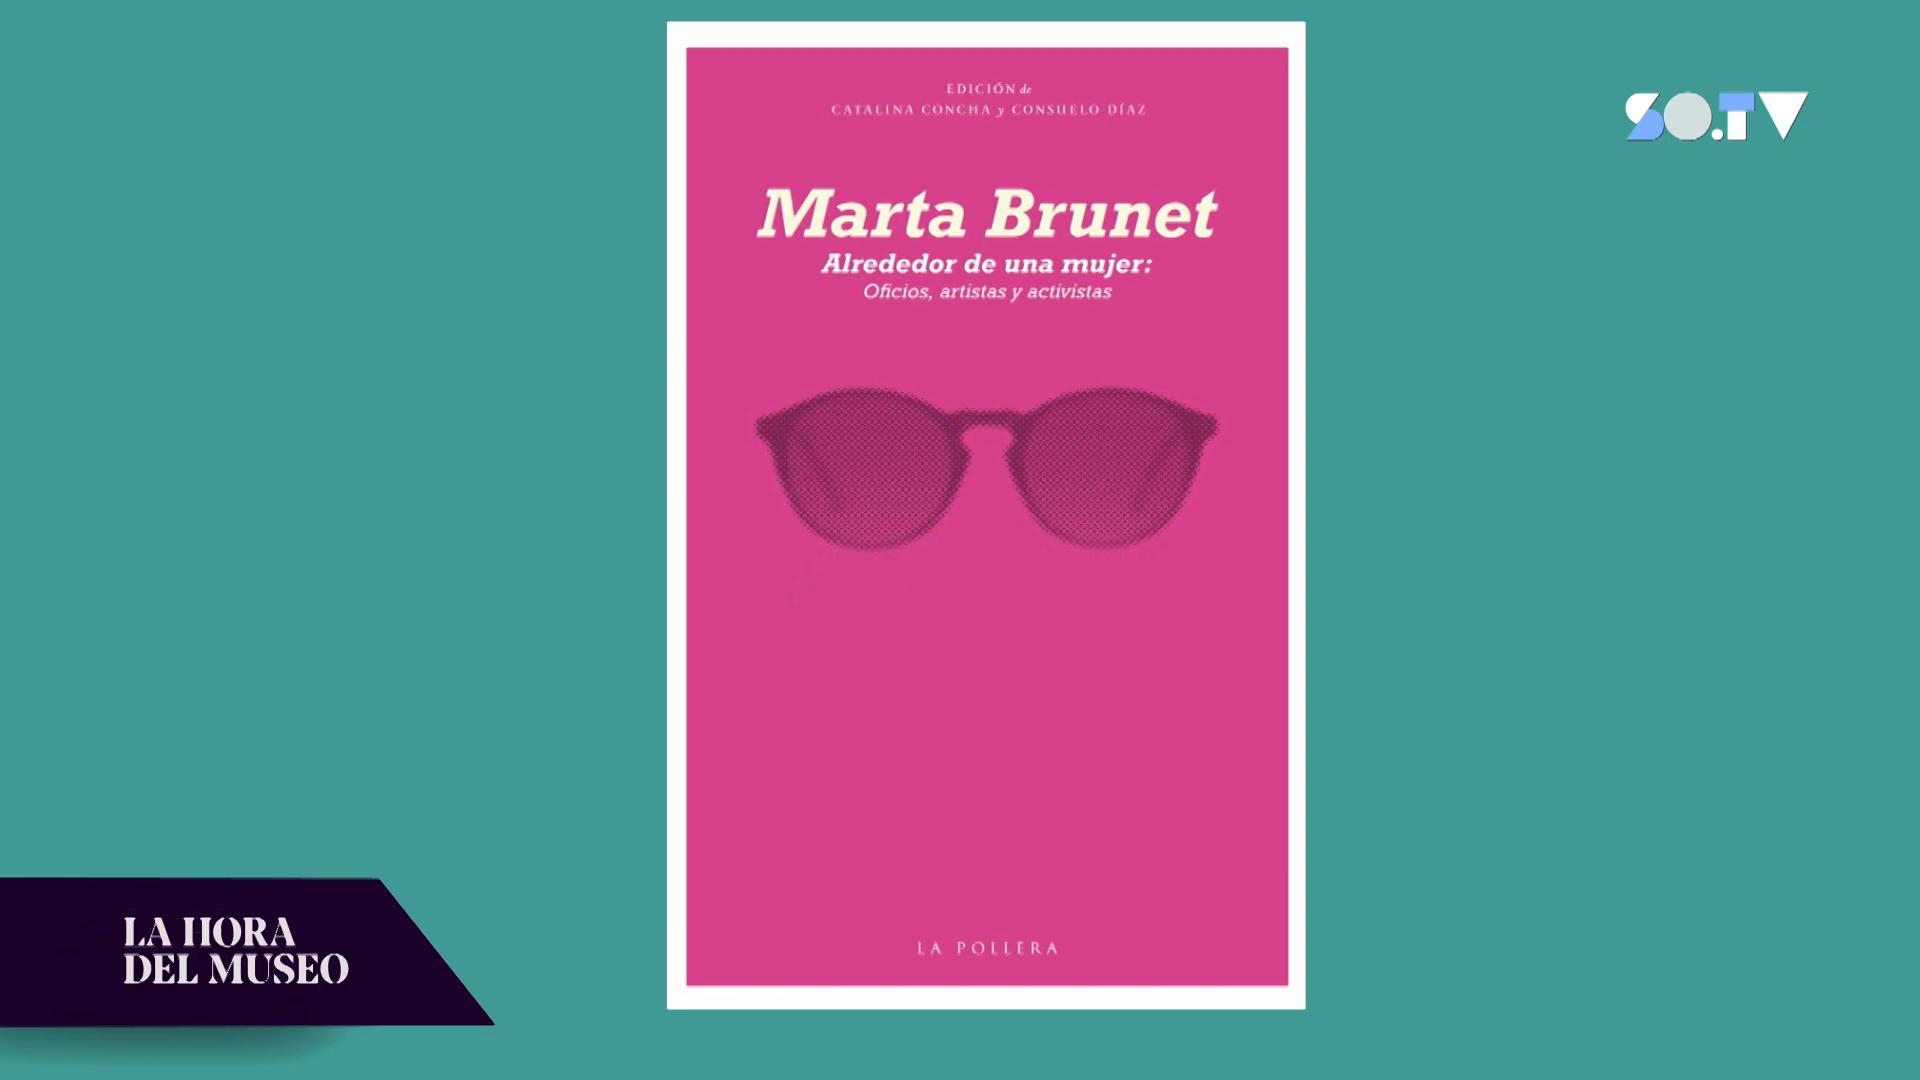 EDICIÓN de
CATALINA CONCHA y CONSUELO DÍAZ
SO.TV
Marta Brunet
Alrededor de una mujer:
Oficios, artistas y activistas
LA HORA
DEL MUSEO
LA POLLERA